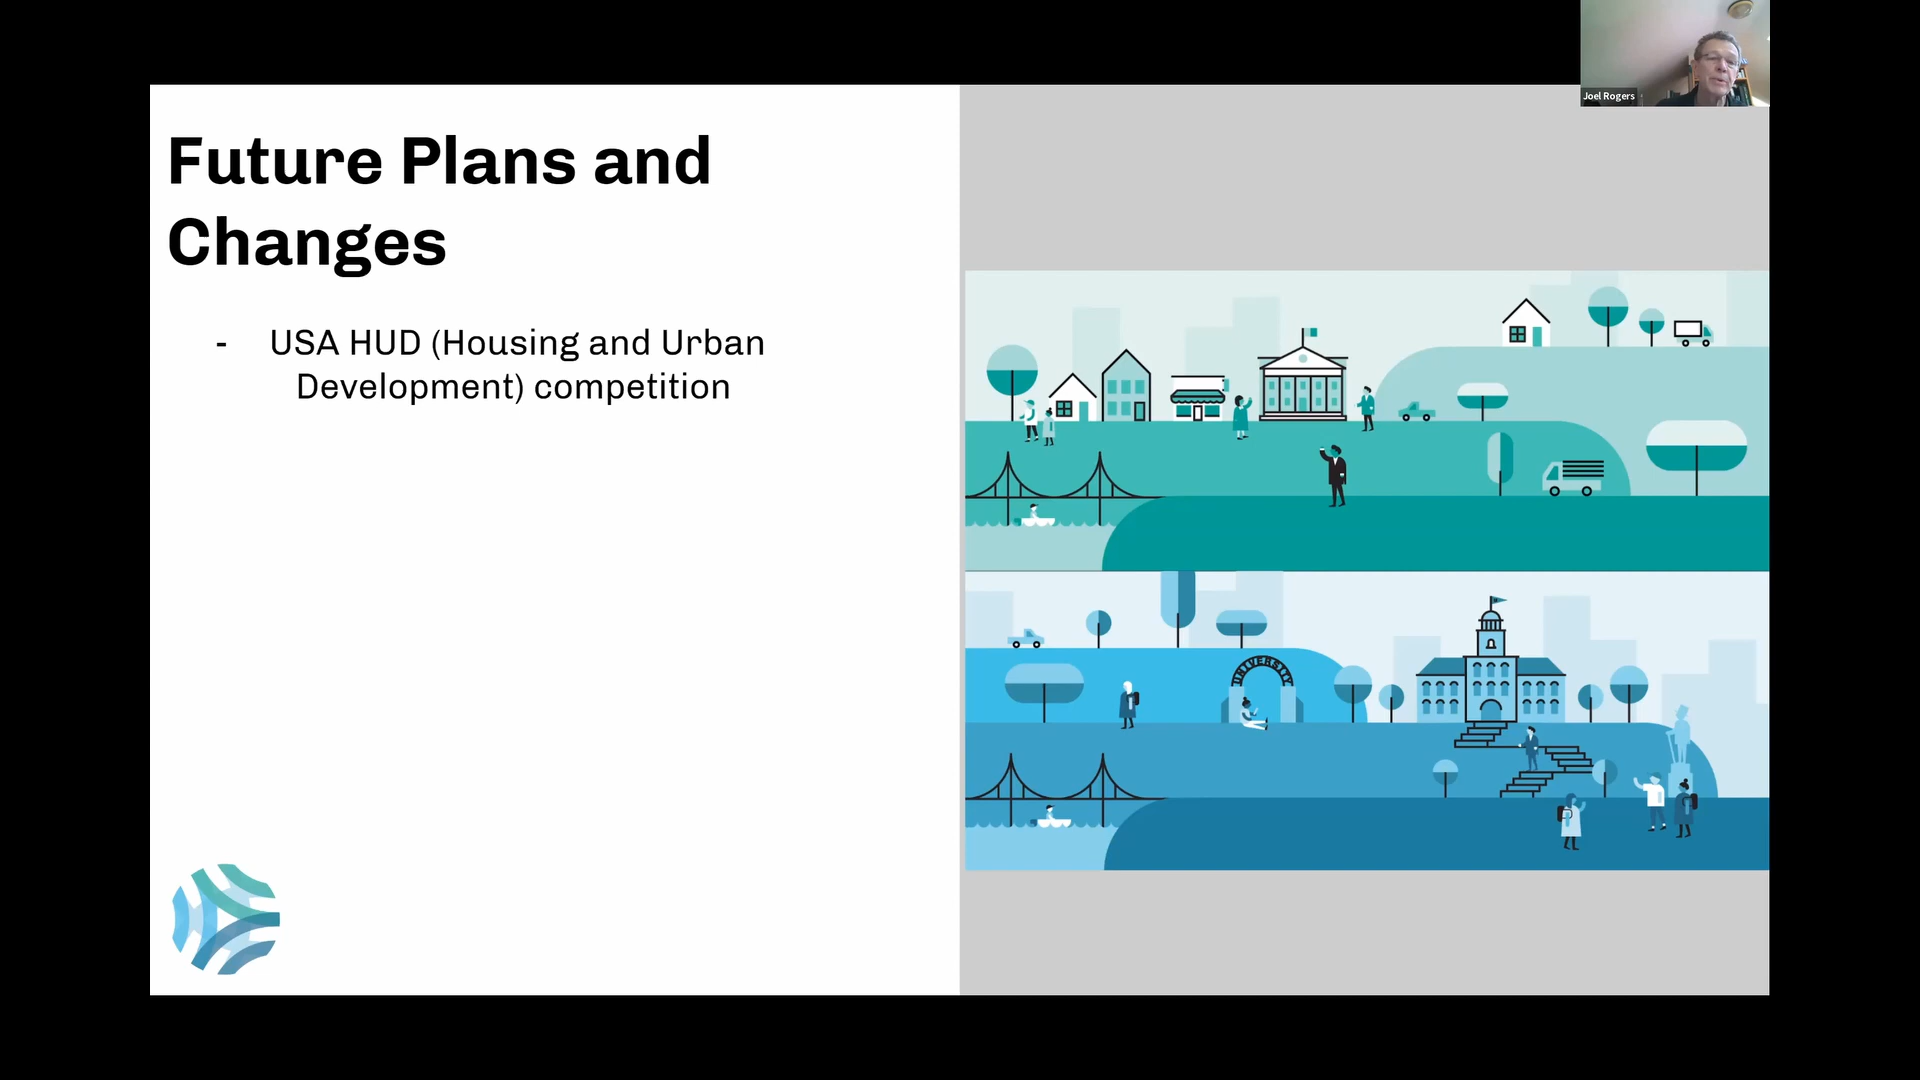 Joel Rogers
Future Plans and
Changes
- USA HUD (Housing and Urban
Development) competition
UNIVERSITY